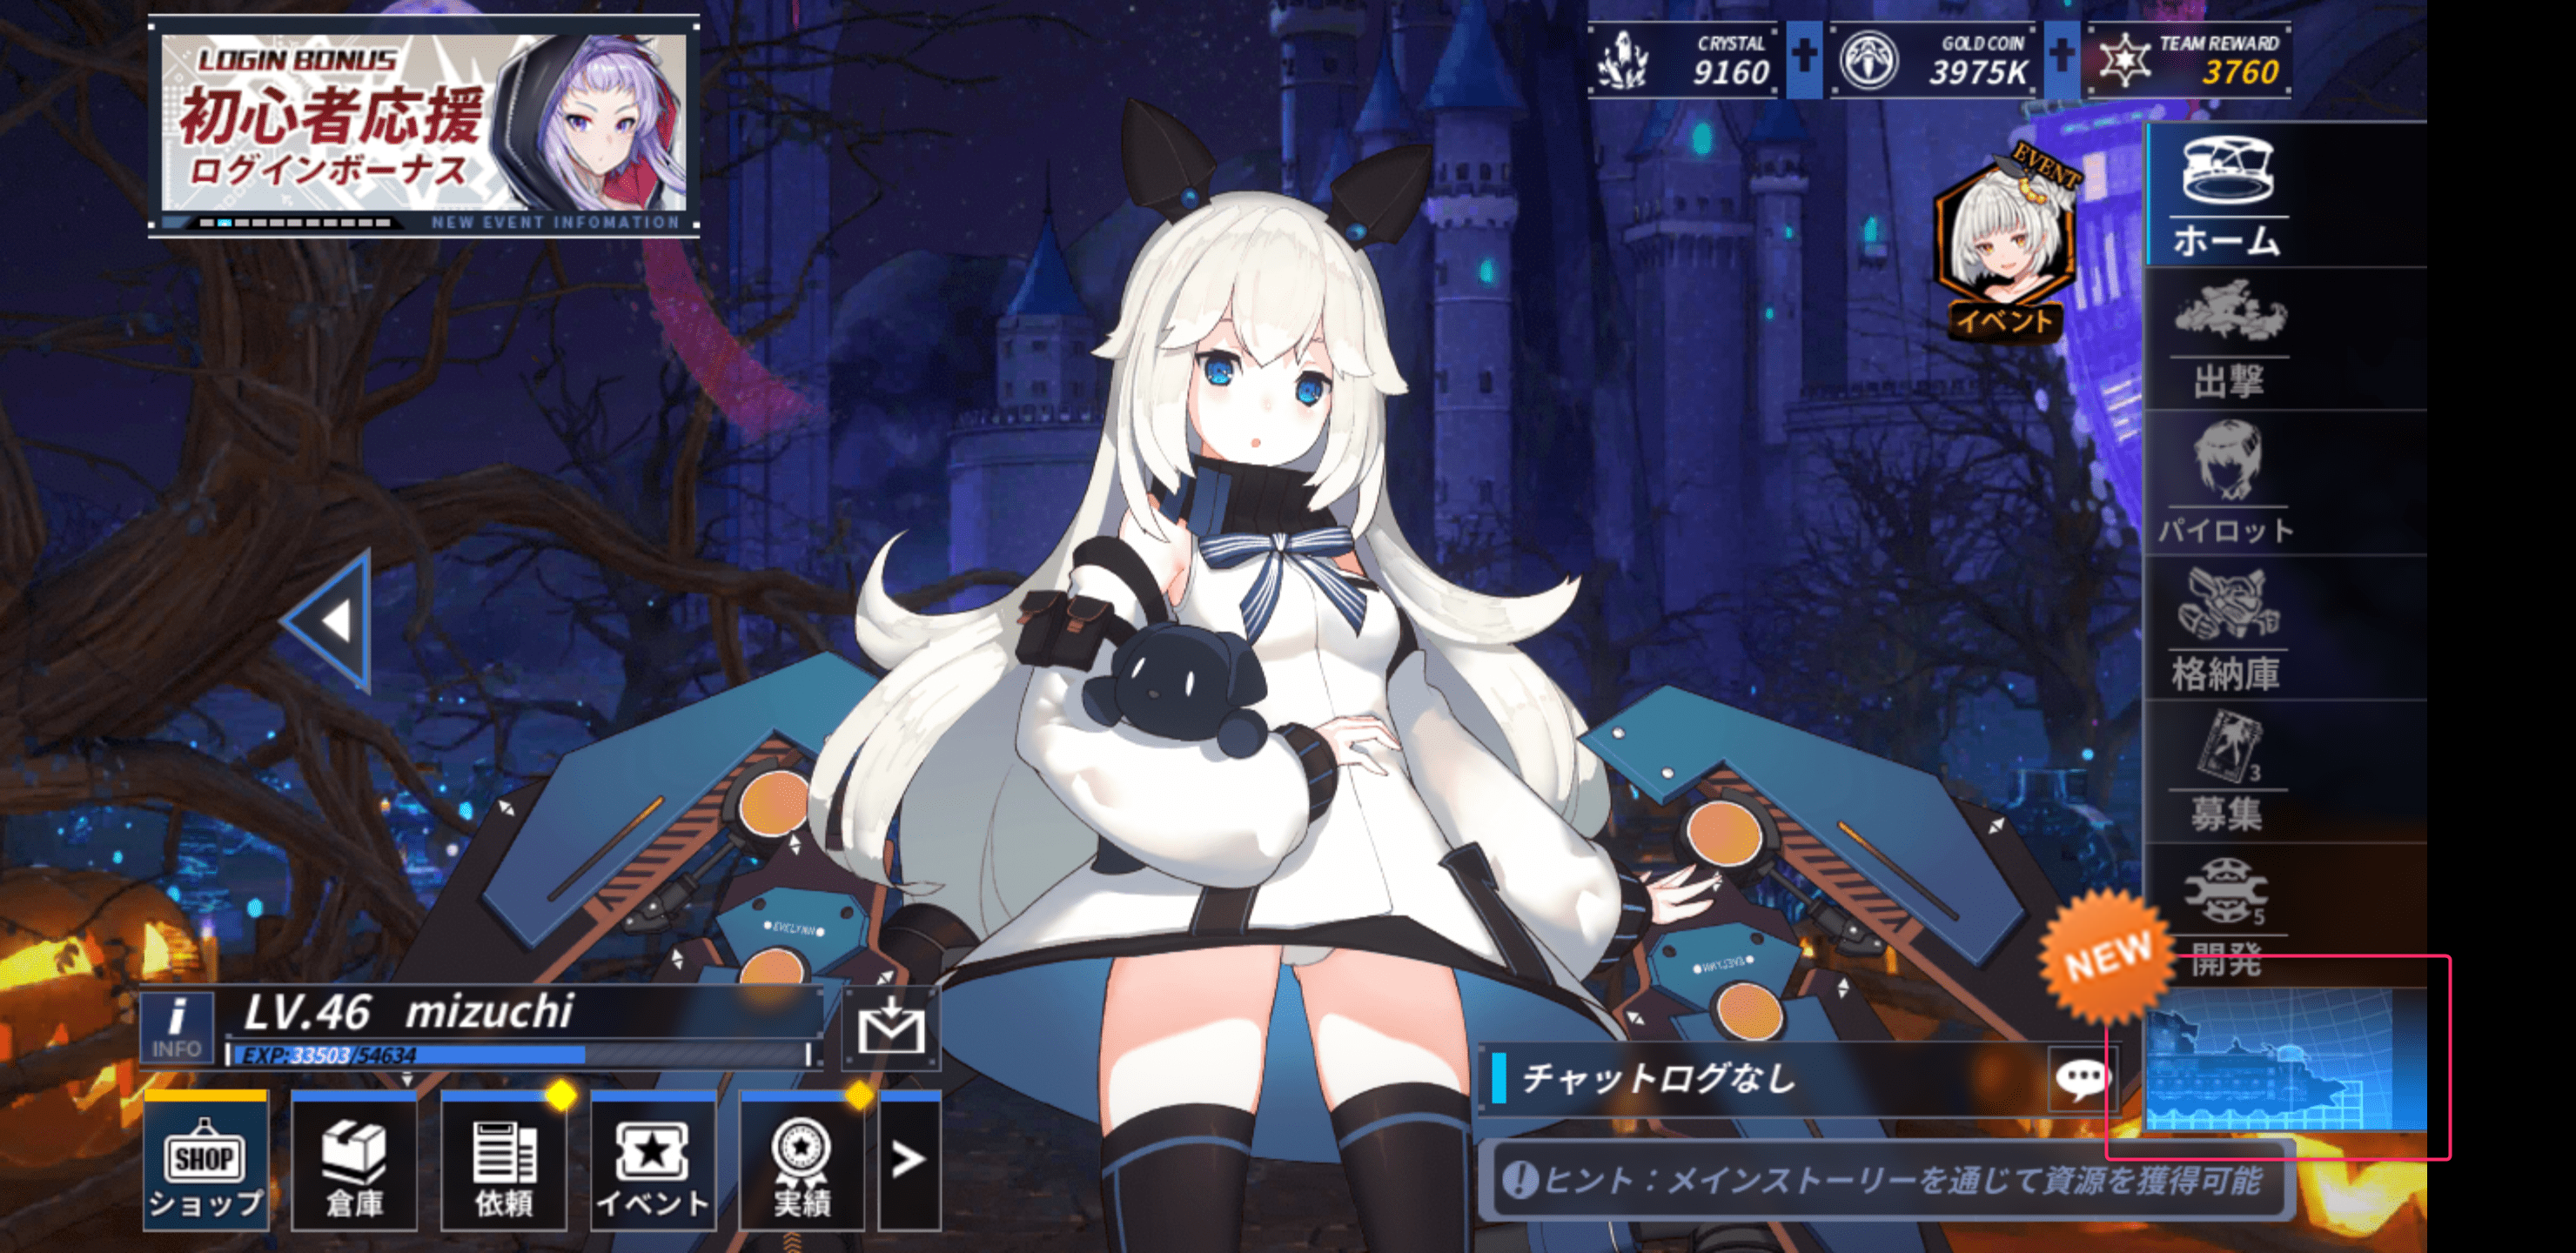 LOGIN BONUS
初心者応援
ログインボーナス
NEW EVENT INFOMATION
CRYSTAL
9160
GOLD COIN
3975K
TEAM REWARD
3760
EVENT
イベント
ホーム
出撃
パイロット
格納庫
3
募集
5
開発
NEW
EVELYNN
i
INFO
LV.46 mizuchi
EXP:33503/54634
チャットログなし
ヒント：メインストーリーを通じて資源を獲得可能
SHOP
ショップ
倉庫
依頼
イベント
実績